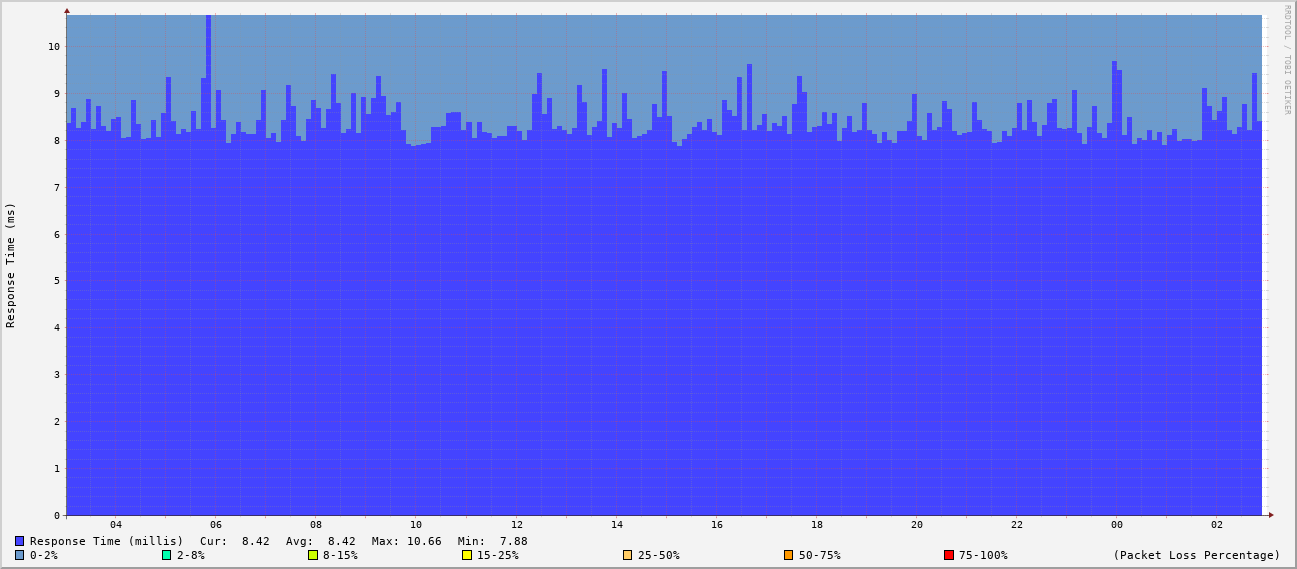 RRDTOOL / TOBI OETIKER
Response Time (ms)
10
9
8
7
6
5
4
3
2
1
0
04 06 08 10 12 14 16 18 20 22 00 02
Response Time (millis) Cur: 8.42 Avg: 8.42 Max: 10.66 Min: 7.88
0-2% 2-8% 8-15% 15-25% 25-50% 50-75% 75-100% (Packet Loss Percentage)